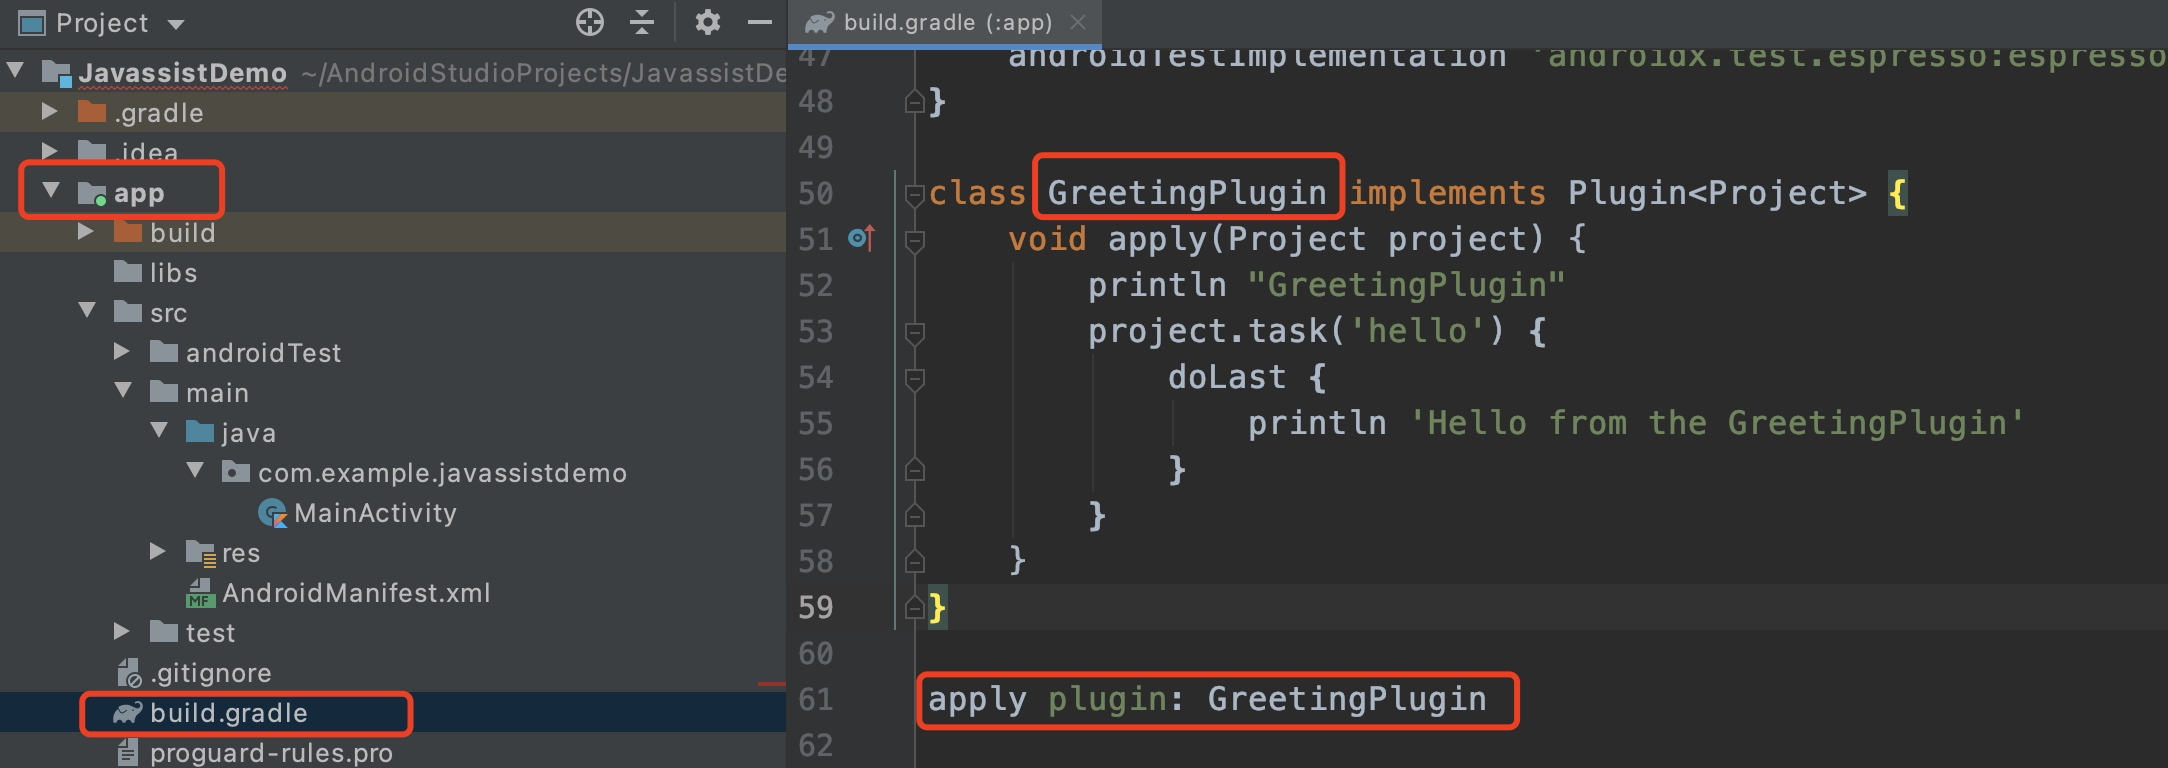 Project
JavassistDemo ~/AndroidStudioProjects/JavassistDe
.gradle
.idea
app
build
libs
src
androidTest
main
java
com.example.javassistdemo
MainActivity
res
MF AndroidManifest.xml
test
.gitignore
build.gradle
proguard-rules.pro
build.gradle (:app)
47 androidTestImplementation 'androidx.test.espresso:espresso
48 }
49
50 class GreetingPlugin implements Plugin<Project> {
51 void apply(Project project) {
52 println "GreetingPlugin"
53 project.task('hello') {
54 doLast {
55 println 'Hello from the GreetingPlugin'
56 }
57 }
58 }
59 }
60
61 apply plugin: GreetingPlugin
62